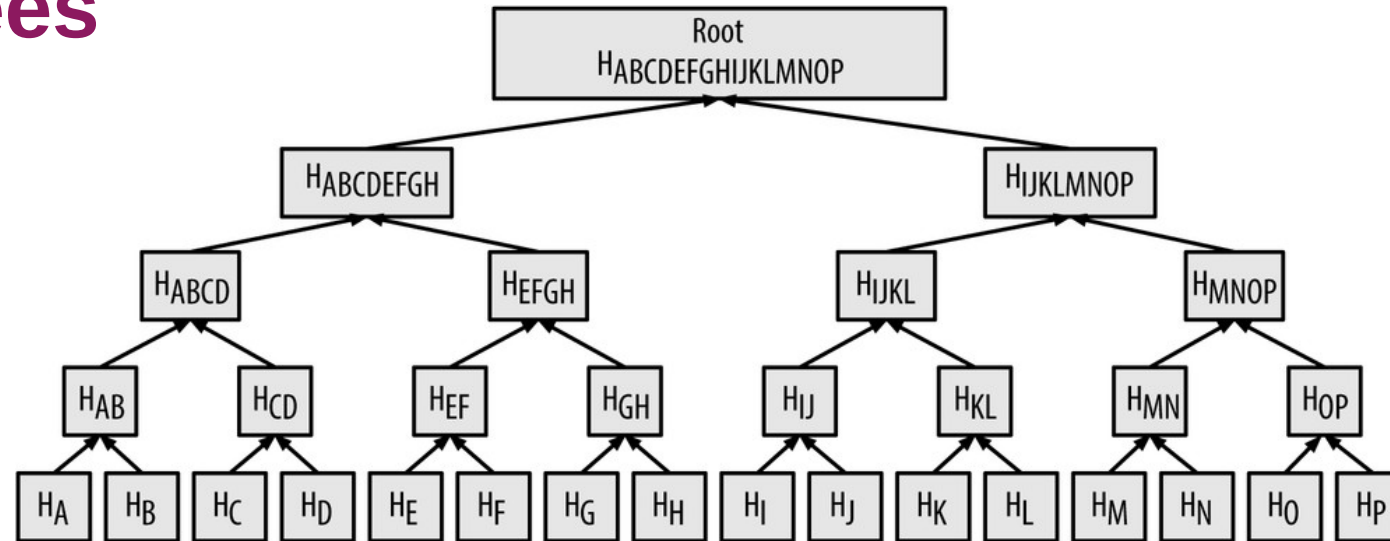 ees
Root
HABCDEFGHIJKLMNOP
HABCDEFGH
HIJKLMNOP
HABCD
HEFGH
HIJKL
HMNOP
HAB
HCD
HEF
HGH
HIJ
HKL
HMN
HOP
HA
HB
HC
HD
HE
HF
HG
HH
HI
HJ
HK
HL
HM
HN
HO
HP